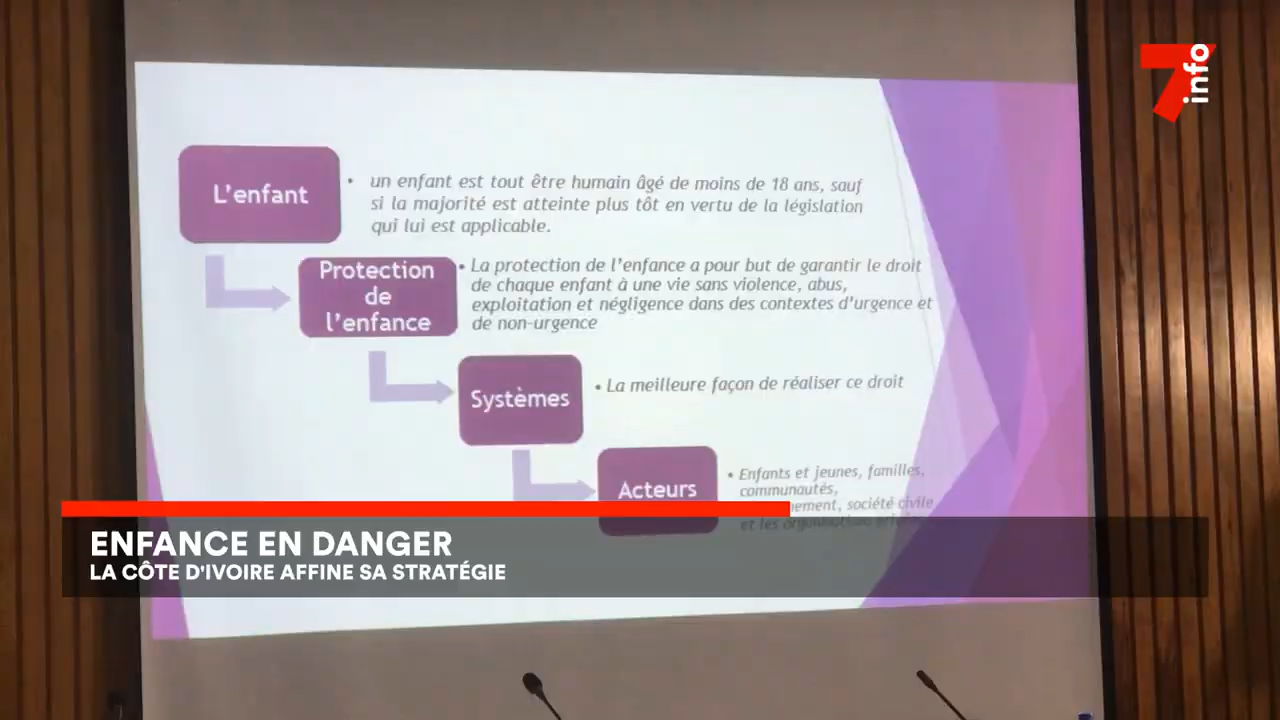 7info
L'enfant
• un enfant est tout être humain âgé de moins de 18 ans, sauf
si la majorité est atteinte plus tôt en vertu de la législation
qui lui est applicable.
Protection
de
l'enfance
• La protection de l'enfance a pour but de garantir le droit
de chaque enfant à une vie sans violence, abus,
exploitation et négligence dans des contextes d'urgence et
de non-urgence
Systèmes
• La meilleure façon de réaliser ce droit
Acteurs
• Enfants et jeunes, familles,
communautés,
société civile
et les
ENFANCE EN DANGER
LA CÔTE D'IVOIRE AFFINE SA STRATÉGIE